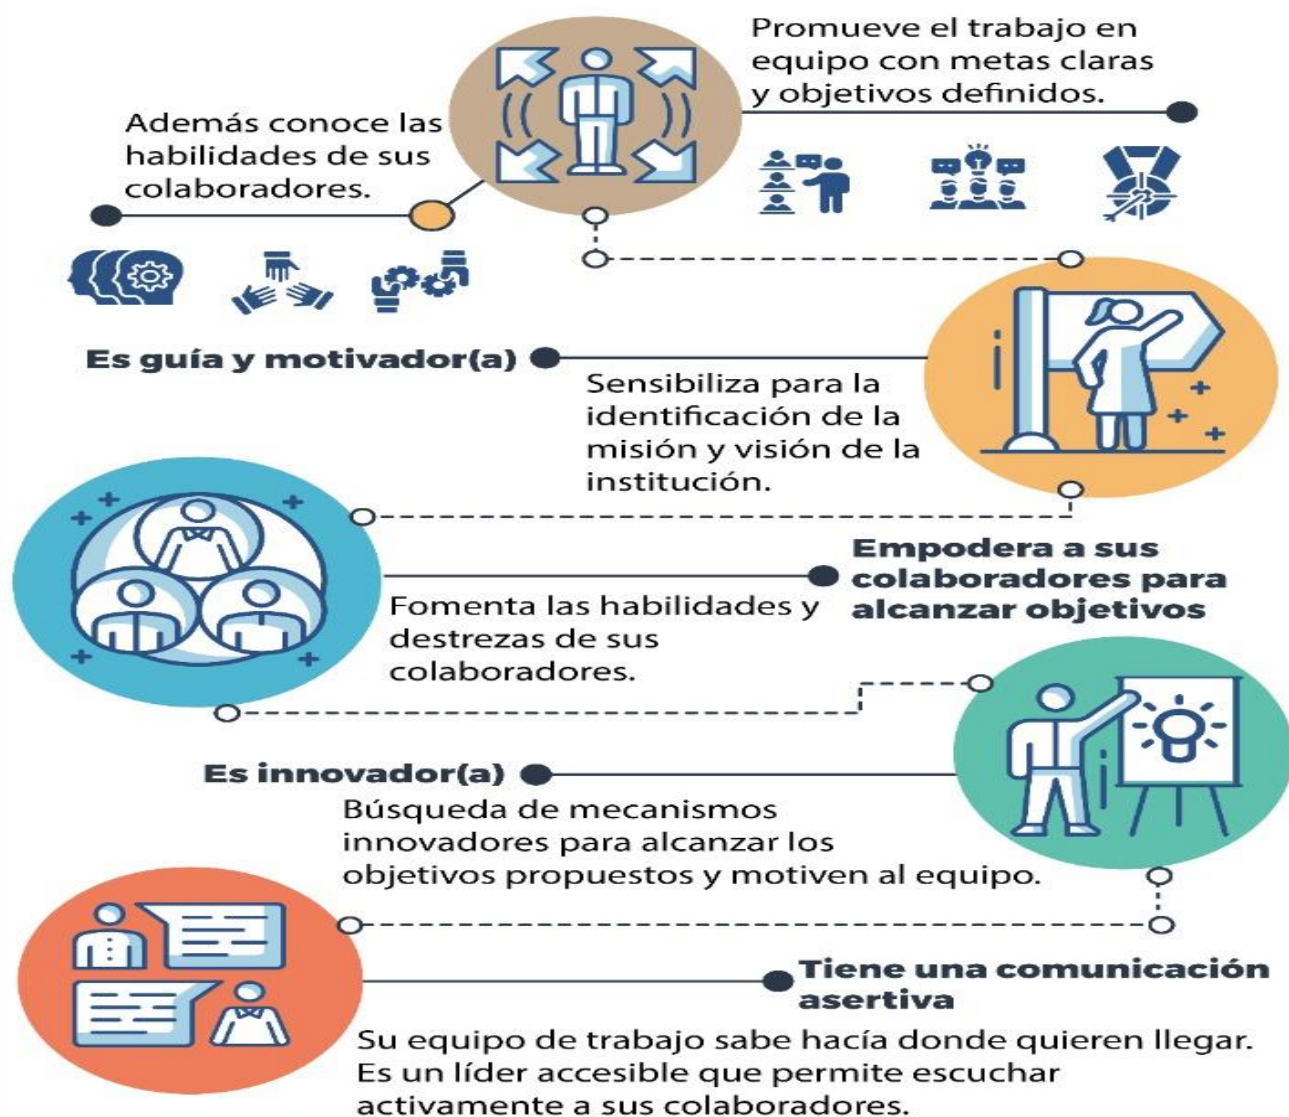 Promueve el trabajo en
equipo con metas claras
y objetivos definidos.
Además conoce las
habilidades de sus
colaboradores.
Es guía y motivador(a)
Sensibiliza para la
identificación de la
misión y visión de la
institución.
Empodera a sus
colaboradores para
alcanzar objetivos
Fomenta las habilidades y
destrezas de sus
colaboradores.
Es innovador(a)
Búsqueda de mecanismos
innovadores para alcanzar los
objetivos propuestos y motiven al equipo.
Tiene una comunicación
asertiva
Su equipo de trabajo sabe hacía donde quieren llegar.
Es un líder accesible que permite escuchar
activamente a sus colaboradores.